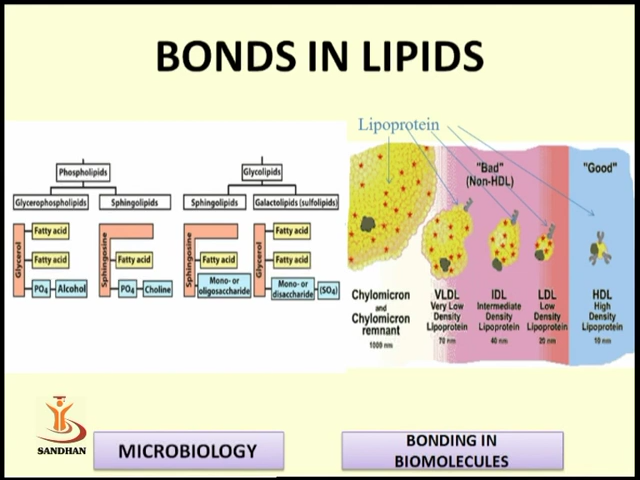 BONDS IN LIPIDS
Phospholipids
Glycolipids
Glycerophospholipids
Sphingolipids
Sphingolipids
Galactolipids (sulfolipids)
Glycerol
Fatty acid
Fatty acid
PO4
Alcohol
Sphingosine
Fatty acid
PO4
Choline
Sphingosine
Fatty acid
Mono- or
oligosaccharide
Glycerol
Fatty acid
Fatty acid
Mono- or
disaccharide
(SO4)
Lipoprotein
"Bad"
(Non-HDL)
"Good"
Chylomicron
and
Chylomicron
remnant
1000 nm
VLDL
Very Low
Density
Lipoprotein
70 nm
IDL
Intermediate
Density
Lipoprotein
40 nm
LDL
Low
Density
Lipoprotein
20 nm
HDL
High
Density
Lipoprotein
10 nm
SANDHAN
MICROBIOLOGY
BONDING IN
BIOMOLECULES